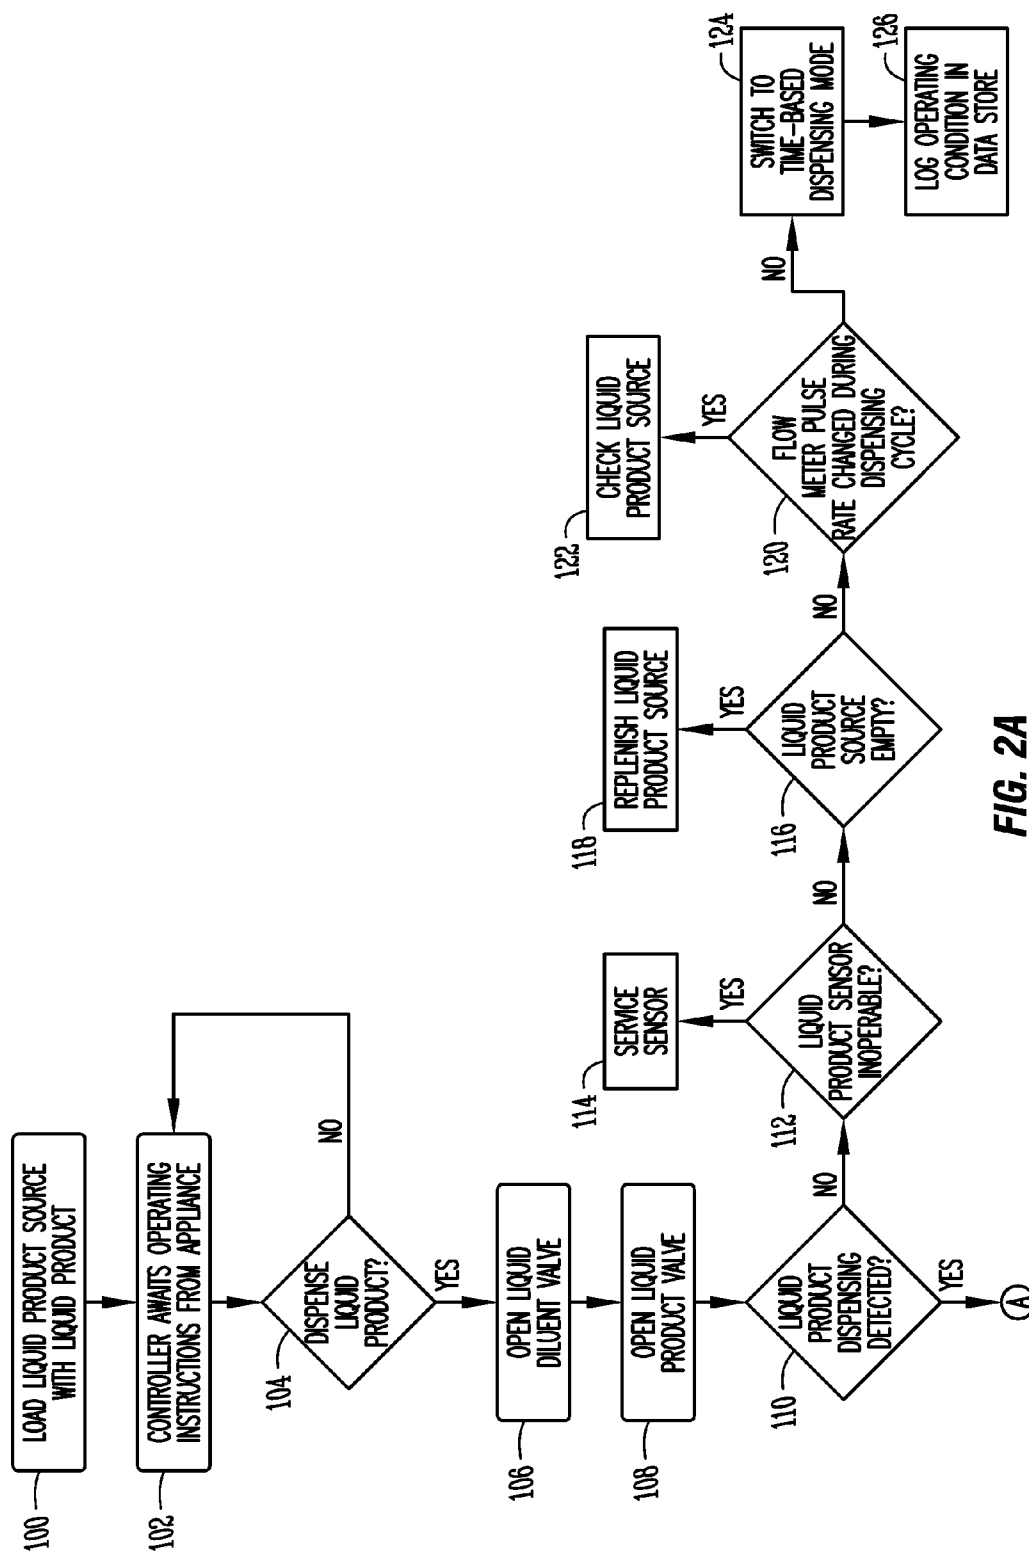 100
LOAD LIQUID PRODUCT SOURCE
WITH LIQUID PRODUCT
102
CONTROLLER AWAITS OPERATING
INSTRUCTIONS FROM APPLIANCE
104
DISPENSE
LIQUID
PRODUCT?
NO
YES
106
OPEN LIQUID
DILUENT VALVE
108
OPEN LIQUID
PRODUCT VALVE
110
LIQUID
PRODUCT
DISPENSING
DETECTED?
YES
A
NO
112
LIQUID
PRODUCT SENSOR
INOPERABLE?
YES
114
SERVICE
SENSOR
NO
116
LIQUID
PRODUCT
SOURCE
EMPTY?
YES
118
REPLENISH LIQUID
PRODUCT SOURCE
NO
120
FLOW
METER PULSE
RATE CHANGED DURING
DISPENSING
CYCLE?
YES
122
CHECK LIQUID
PRODUCT SOURCE
NO
124
SWITCH TO
TIME-BASED
DISPENSING MODE
126
LOG OPERATING
CONDITION IN
DATA STORE
FIG. 2A